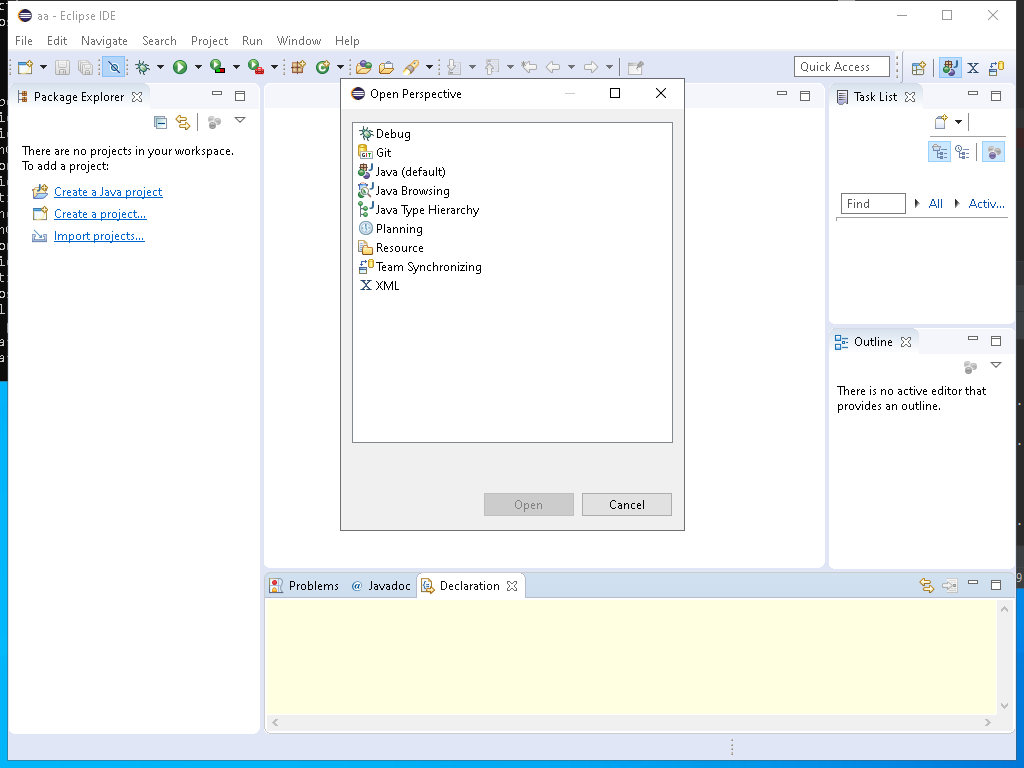 aa - Eclipse IDE
File Edit Navigate Search Project Run Window Help
Quick Access
Package Explorer
There are no projects in your workspace.
To add a project:
Create a Java project
Create a project...
Import projects...
Open Perspective
Debug
Git
Java (default)
Java Browsing
Java Type Hierarchy
Planning
Resource
Team Synchronizing
XML
Open Cancel
Task List
Find All Activ...
Outline
There is no active editor that
provides an outline.
Problems @ Javadoc Declaration